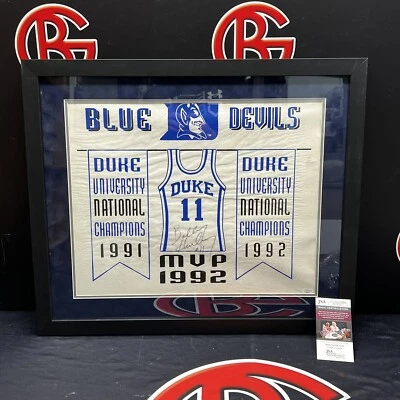 BLUE DEVILS
DUKE
UNIVERSITY
NATIONAL
CHAMPIONS
1991
DUKE
11
MVP
1992
DUKE
UNIVERSITY
NATIONAL
CHAMPIONS
1992